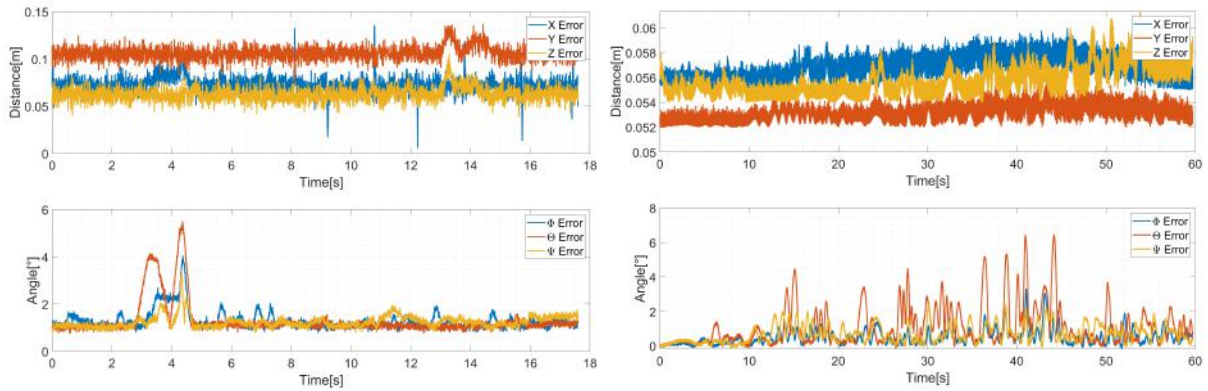 0.15
0.1
0.05
0
Distance[m]
X Error
Y Error
Z Error
0 2 4 6 8 10 12 14 16 18
Time[s]
0.06
0.058
0.056
0.054
0.052
0.05
Distance[m]
X Error
Y Error
Z Error
0 10 20 30 40 50 60
Time[s]
6
4
2
0
Angle[°]
Φ Error
Θ Error
Ψ Error
0 2 4 6 8 10 12 14 16 18
Time[s]
8
6
4
2
0
Angle[°]
Φ Error
Θ Error
Ψ Error
0 10 20 30 40 50 60
Time[s]